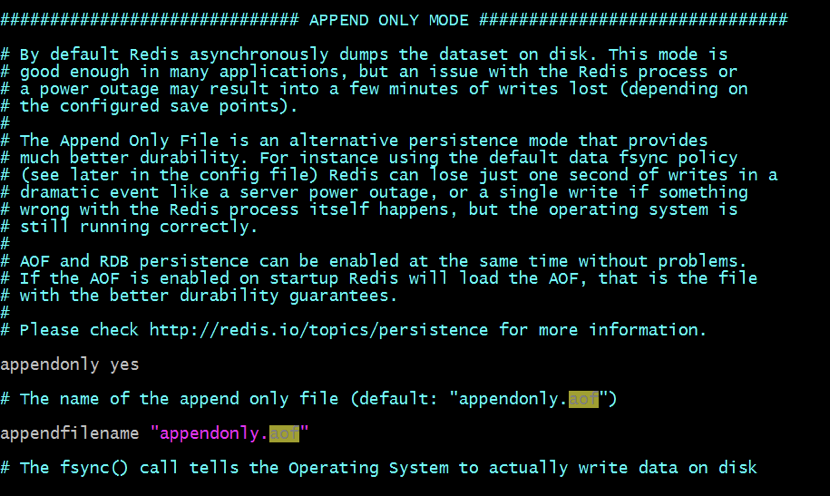 ############################## APPEND ONLY MODE ###############################
# By default Redis asynchronously dumps the dataset on disk. This mode is
# good enough in many applications, but an issue with the Redis process or
# a power outage may result into a few minutes of writes lost (depending on
# the configured save points).
#
# The Append Only File is an alternative persistence mode that provides
# much better durability. For instance using the default data fsync policy
# (see later in the config file) Redis can lose just one second of writes in a
# dramatic event like a server power outage, or a single write if something
# wrong with the Redis process itself happens, but the operating system is
# still running correctly.
#
# AOF and RDB persistence can be enabled at the same time without problems.
# If the AOF is enabled on startup Redis will load the AOF, that is the file
# with the better durability guarantees.
#
# Please check http://redis.io/topics/persistence for more information.
appendonly yes
# The name of the append only file (default: "appendonly.aof")
appendfilename "appendonly.aof"
# The fsync() call tells the Operating System to actually write data on disk